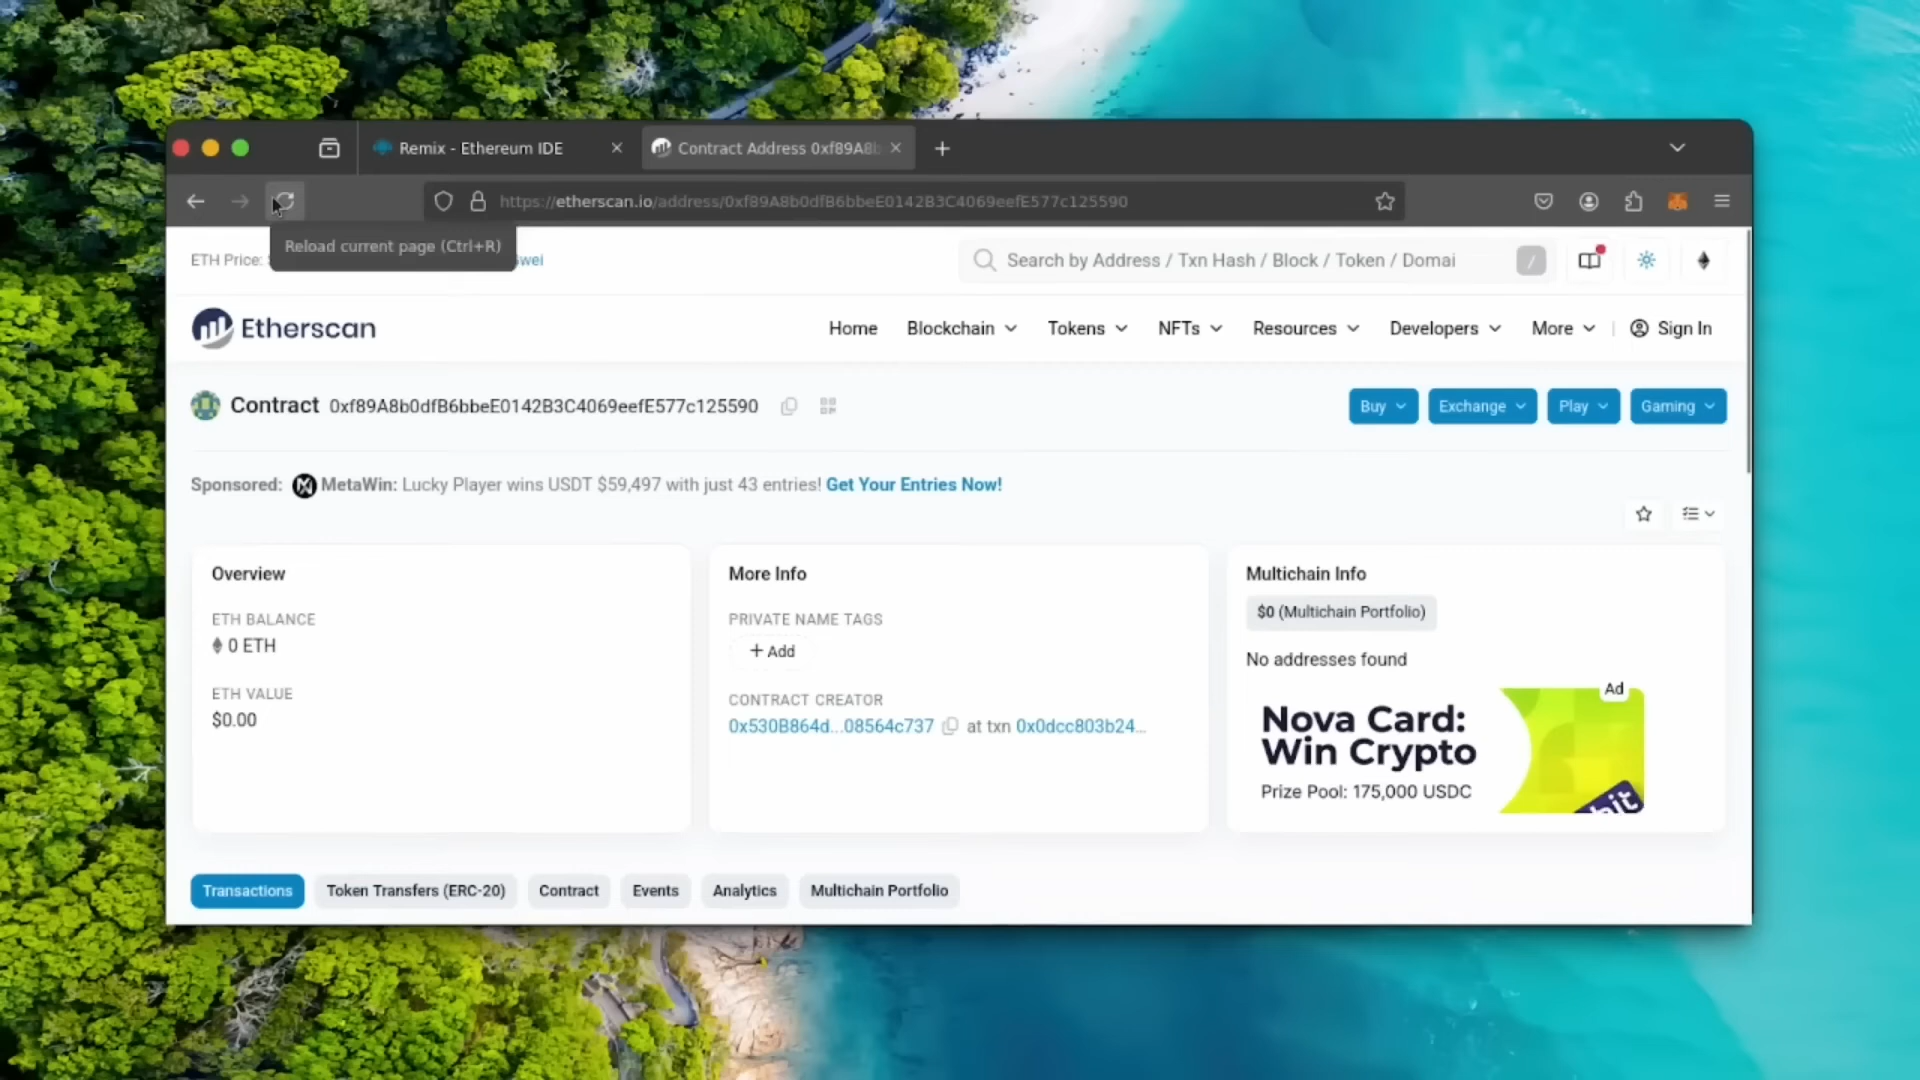 Remix - Ethereum IDE
Contract Address 0xf89A8b
https://etherscan.io/address/0xf89A8b0dfB6bbeE0142B3C4069eefE577c125590
Reload current page (Ctrl+R)
ETH Price:
Search by Address / Txn Hash / Block / Token / Domai
/
Etherscan
Home
Blockchain
Tokens
NFTs
Resources
Developers
More
Sign In
Contract 0xf89A8b0dfB6bbeE0142B3C4069eefE577c125590
Buy
Exchange
Play
Gaming
Sponsored: MetaWin: Lucky Player wins USDT $59,497 with just 43 entries! Get Your Entries Now!
Overview
ETH BALANCE
0 ETH
ETH VALUE
$0.00
More Info
PRIVATE NAME TAGS
+ Add
CONTRACT CREATOR
0x530B864d...08564c737 at txn 0x0dcc803b24...
Multichain Info
$0 (Multichain Portfolio)
No addresses found
Ad
Nova Card:
Win Crypto
Prize Pool: 175,000 USDC
Transactions
Token Transfers (ERC-20)
Contract
Events
Analytics
Multichain Portfolio